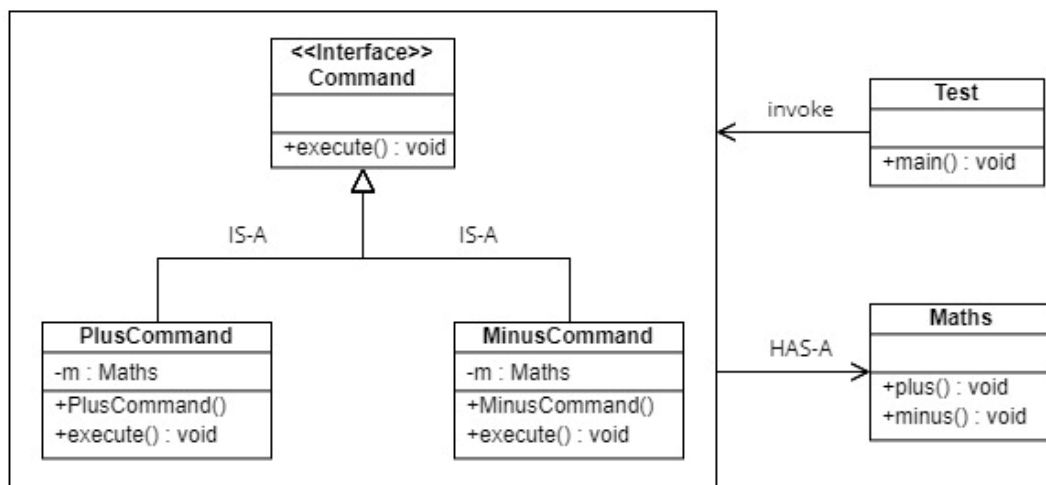 <<Interface>>
Command
+execute() : void
invoke
Test
+main() : void
IS-A
IS-A
PlusCommand
-m : Maths
+PlusCommand()
+execute() : void
MinusCommand
-m : Maths
+MinusCommand()
+execute() : void
HAS-A
Maths
+plus() : void
+minus() : void